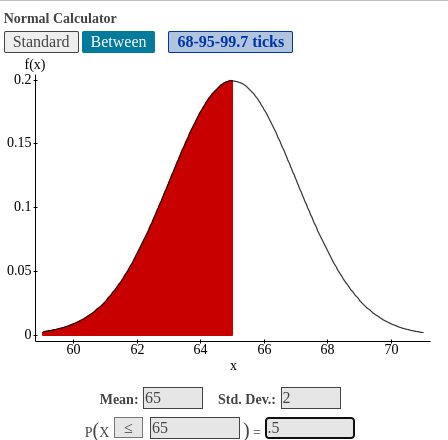 Normal Calculator
Standard Between 68-95-99.7 ticks
f(x)
0.2
0.15
0.1
0.05
0
60 62 64 66 68 70
x
Mean: 65 Std. Dev.: 2
P(X ≤ 65 ) = .5